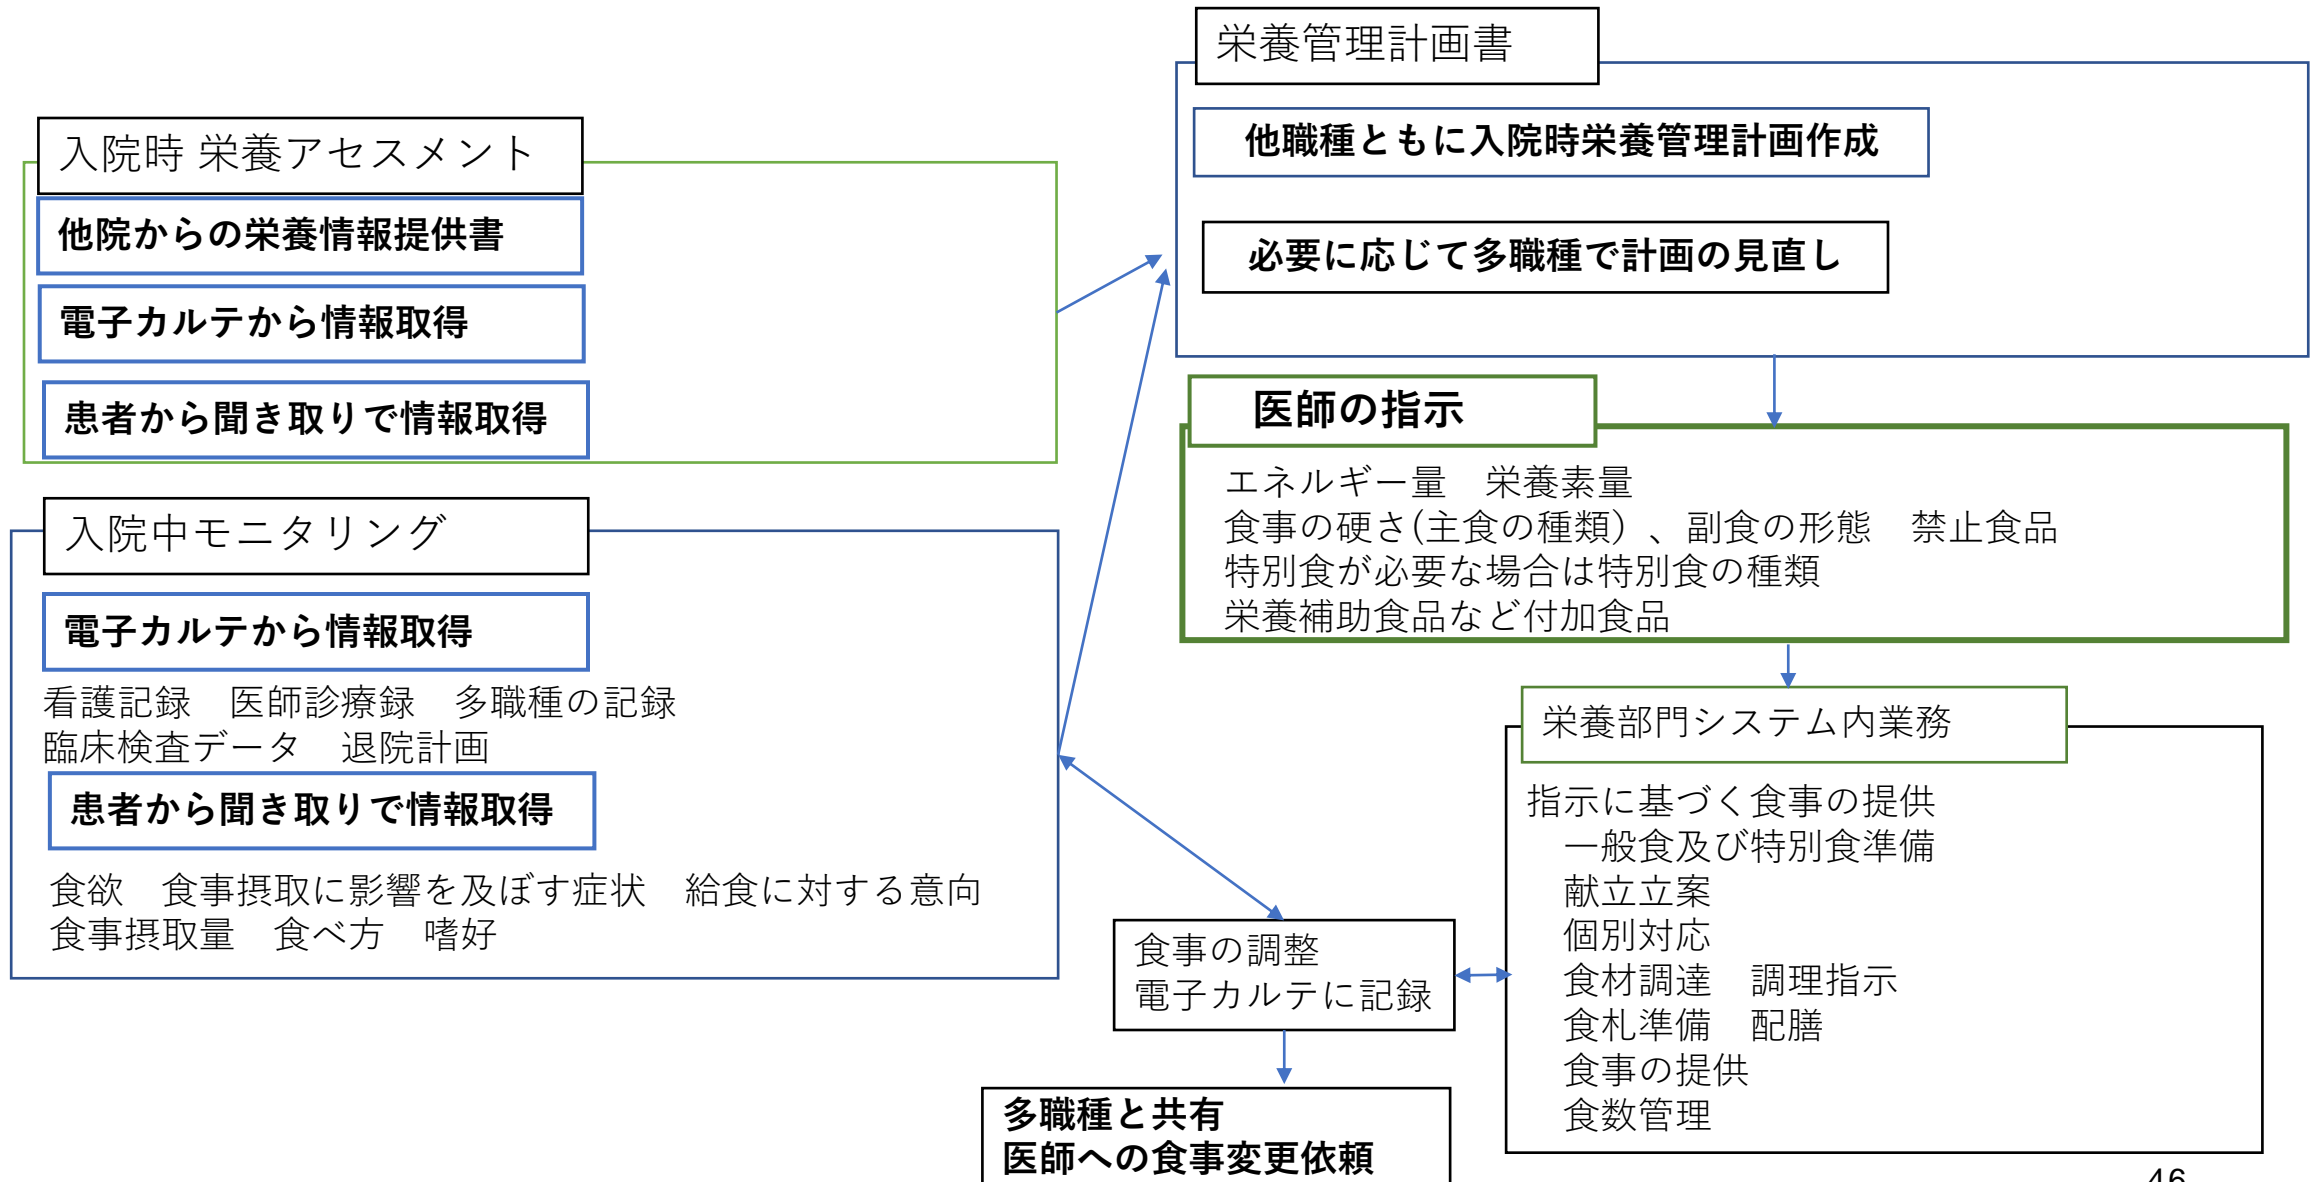 入院時 栄養アセスメント
他院からの栄養情報提供書
電子カルテから情報取得
患者から聞き取りで情報取得
入院中モニタリング
電子カルテから情報取得
看護記録　医師診療録　多職種の記録
臨床検査データ　退院計画
患者から聞き取りで情報取得
食欲　食事摂取に影響を及ぼす症状　給食に対する意向
食事摂取量　食べ方　嗜好
栄養管理計画書
他職種ともに入院時栄養管理計画作成
必要に応じて多職種で計画の見直し
医師の指示
エネルギー量　栄養素量
食事の硬さ(主食の種類）、副食の形態　禁止食品
特別食が必要な場合は特別食の種類
栄養補助食品など付加食品
栄養部門システム内業務
指示に基づく食事の提供
一般食及び特別食準備
献立立案
個別対応
食材調達　調理指示
食札準備　配膳
食事の提供
食数管理
食事の調整
電子カルテに記録
多職種と共有
医師への食事変更依頼
46